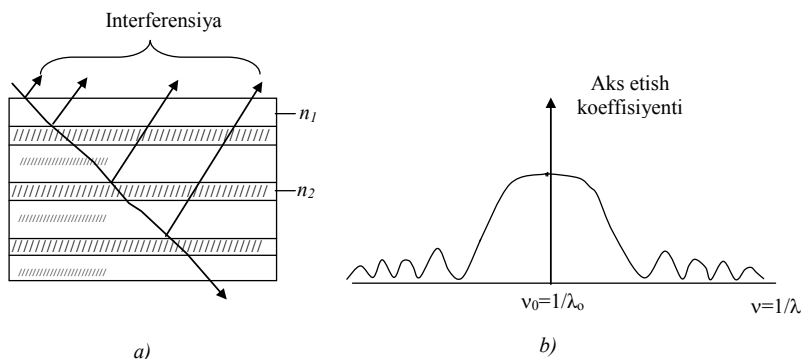 Interferensiya
n₁
n₂
a)
Aks etish
koeffisiyenti
ν₀=1/λₒ
ν=1/λ
b)